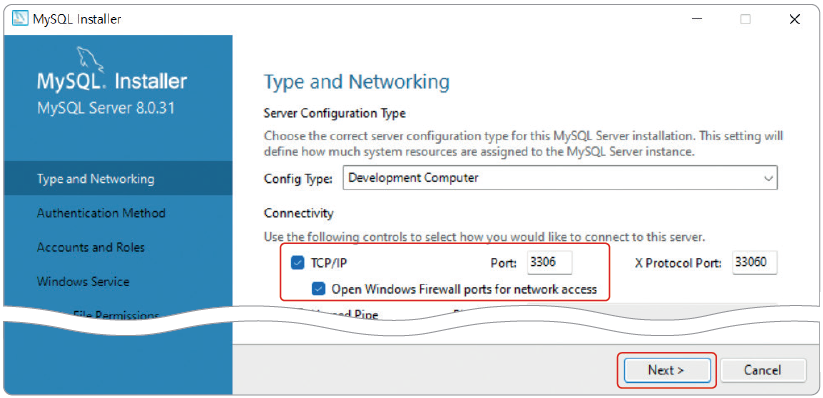 MySQL Installer
MySQL. Installer
MySQL Server 8.0.31
Type and Networking
Authentication Method
Accounts and Roles
Windows Service
File Permissions
Type and Networking
Server Configuration Type
Choose the correct server configuration type for this MySQL Server installation. This setting will
define how much system resources are assigned to the MySQL Server instance.
Config Type: Development Computer
Connectivity
Use the following controls to select how you would like to connect to this server.
TCP/IP Port: 3306 X Protocol Port: 33060
Open Windows Firewall ports for network access
Pipe
Next > Cancel